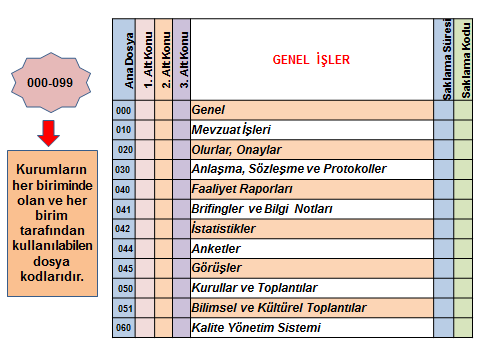 000-099
Kurumların
her biriminde
olan ve her
birim
tarafından
kullanılabilen
dosya
kodlarıdır.
Ana Dosya
1. Alt Konu
2. Alt Konu
3. Alt Konu
GENEL İŞLER
Saklama Süresi
Saklama Kodu
000 Genel
010 Mevzuat İşleri
020 Olurlar, Onaylar
030 Anlaşma, Sözleşme ve Protokoller
040 Faaliyet Raporları
041 Brifingler ve Bilgi Notları
042 İstatistikler
044 Anketler
045 Görüşler
050 Kurullar ve Toplantılar
051 Bilimsel ve Kültürel Toplantılar
060 Kalite Yönetim Sistemi